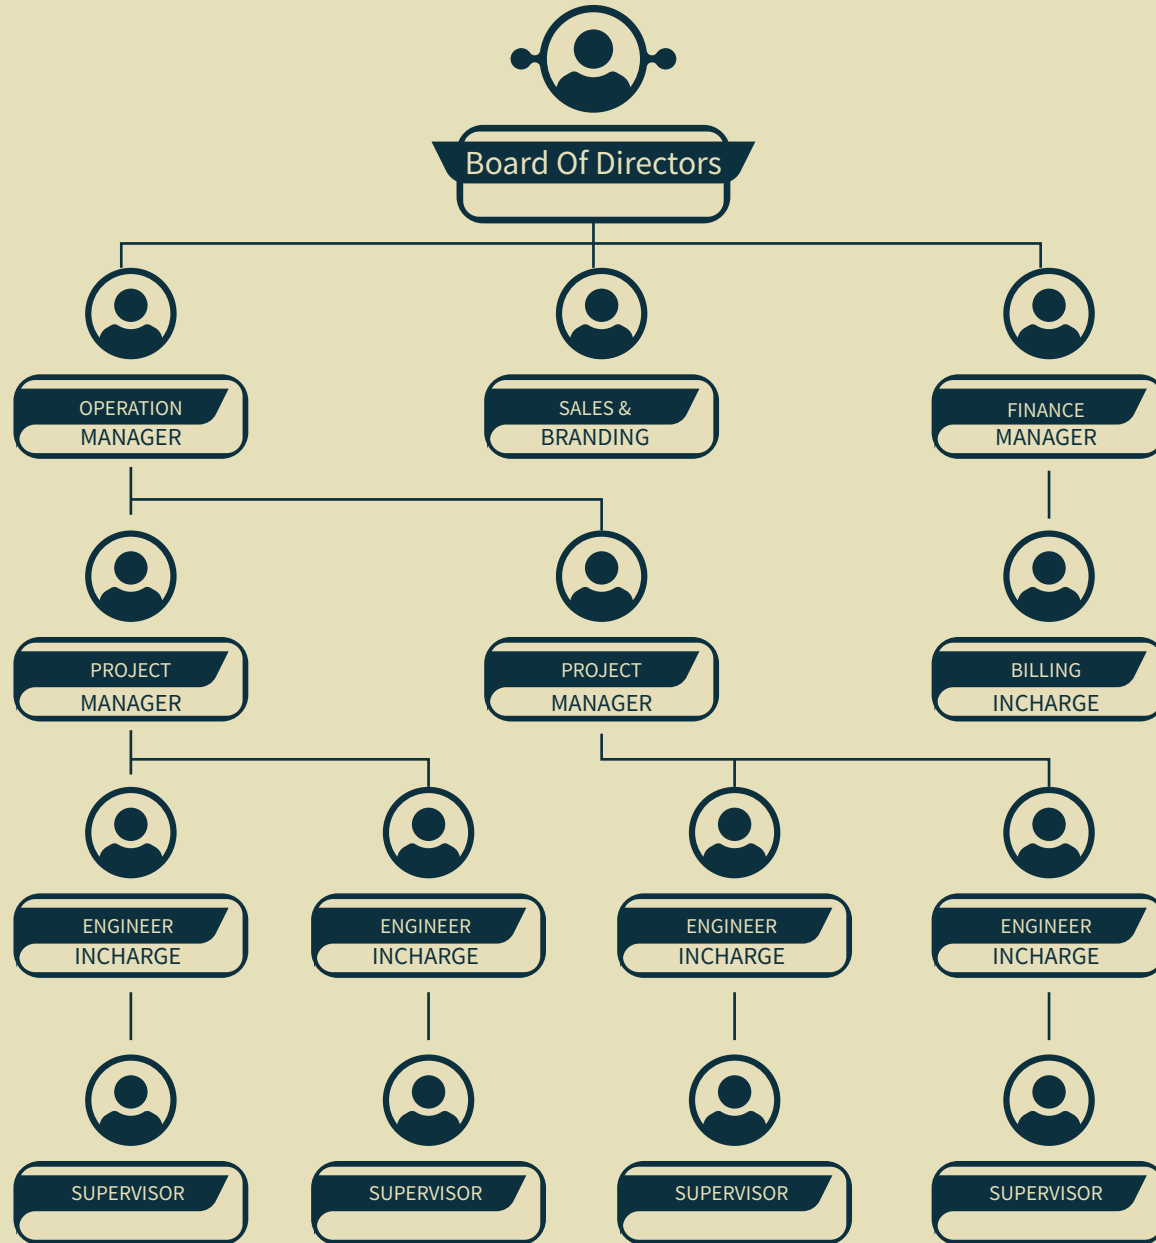 Board Of Directors
OPERATION
MANAGER
SALES &
BRANDING
FINANCE
MANAGER
PROJECT
MANAGER
PROJECT
MANAGER
BILLING
INCHARGE
ENGINEER
INCHARGE
ENGINEER
INCHARGE
ENGINEER
INCHARGE
ENGINEER
INCHARGE
SUPERVISOR
SUPERVISOR
SUPERVISOR
SUPERVISOR